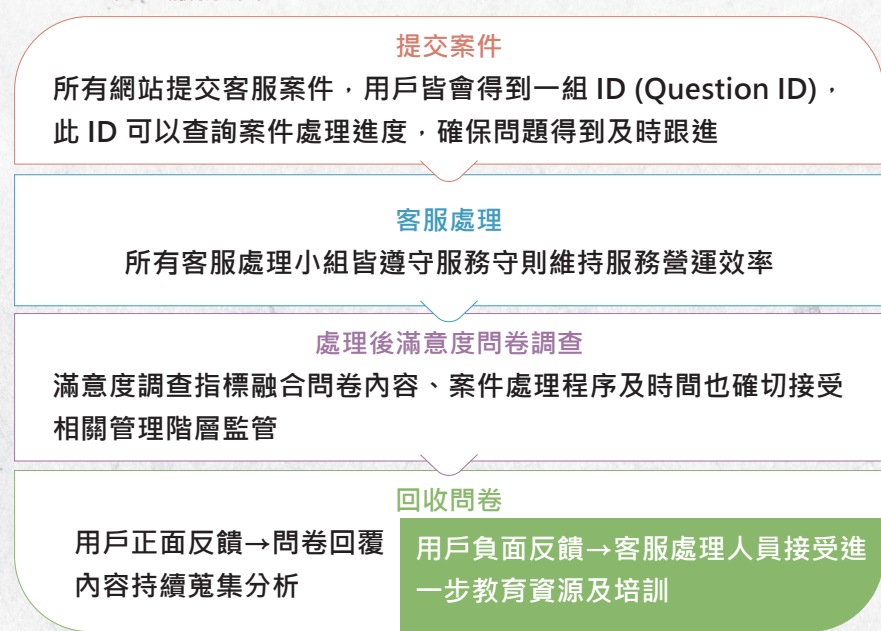 提交案件
所有網站提交客服案件，用戶皆會得到一組 ID (Question ID)，
此 ID 可以查詢案件處理進度，確保問題得到及時跟進
客服處理
所有客服處理小組皆遵守服務守則維持服務營運效率
處理後滿意度問卷調查
滿意度調查指標融合問卷內容、案件處理程序及時間也確切接受
相關管理階層監管
回收問卷
用戶正面反饋→問卷回覆
內容持續蒐集分析
用戶負面反饋→客服處理人員接受進
一步教育資源及培訓